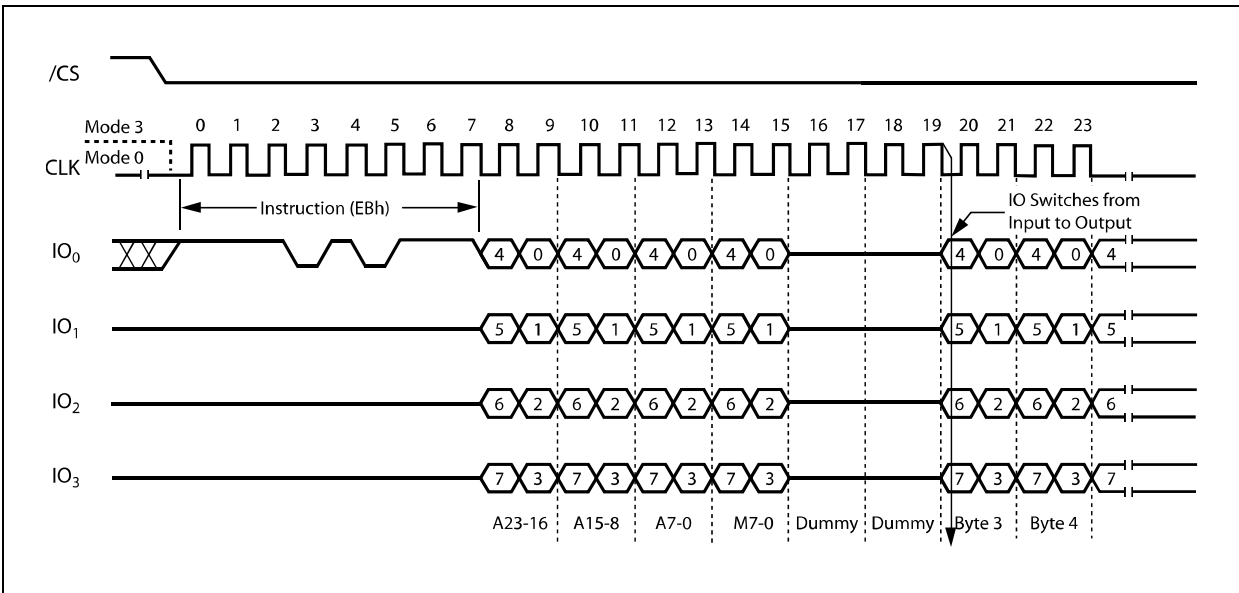 /CS
Mode 3
0 1 2 3 4 5 6 7 8 9 10 11 12 13 14 15 16 17 18 19 20 21 22 23
Mode 0
CLK
Instruction (EBh)
IO Switches from
Input to Output
IO0
4 0 4 0 4 0 4 0 4 0 4 0 4
IO1
5 1 5 1 5 1 5 1 5 1 5 1 5
IO2
6 2 6 2 6 2 6 2 6 2 6 2 6
IO3
7 3 7 3 7 3 7 3 7 3 7 3 7
A23-16 A15-8 A7-0 M7-0 Dummy Dummy Byte 3 Byte 4